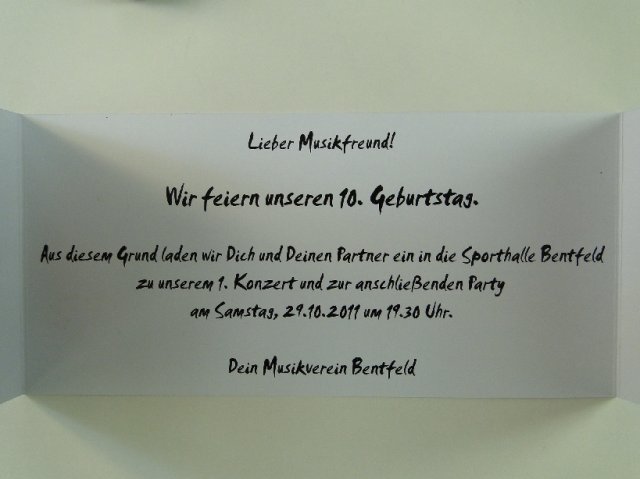 Lieber Musikfreund!
Wir feiern unseren 10. Geburtstag.
Aus diesem Grund laden wir Dich und Deinen Partner ein in die Sporthalle Bentfeld
zu unserem 1. Konzert und zur anschließenden Party
am Samstag, 29.10.2011 um 19.30 Uhr.
Dein Musikverein Bentfeld